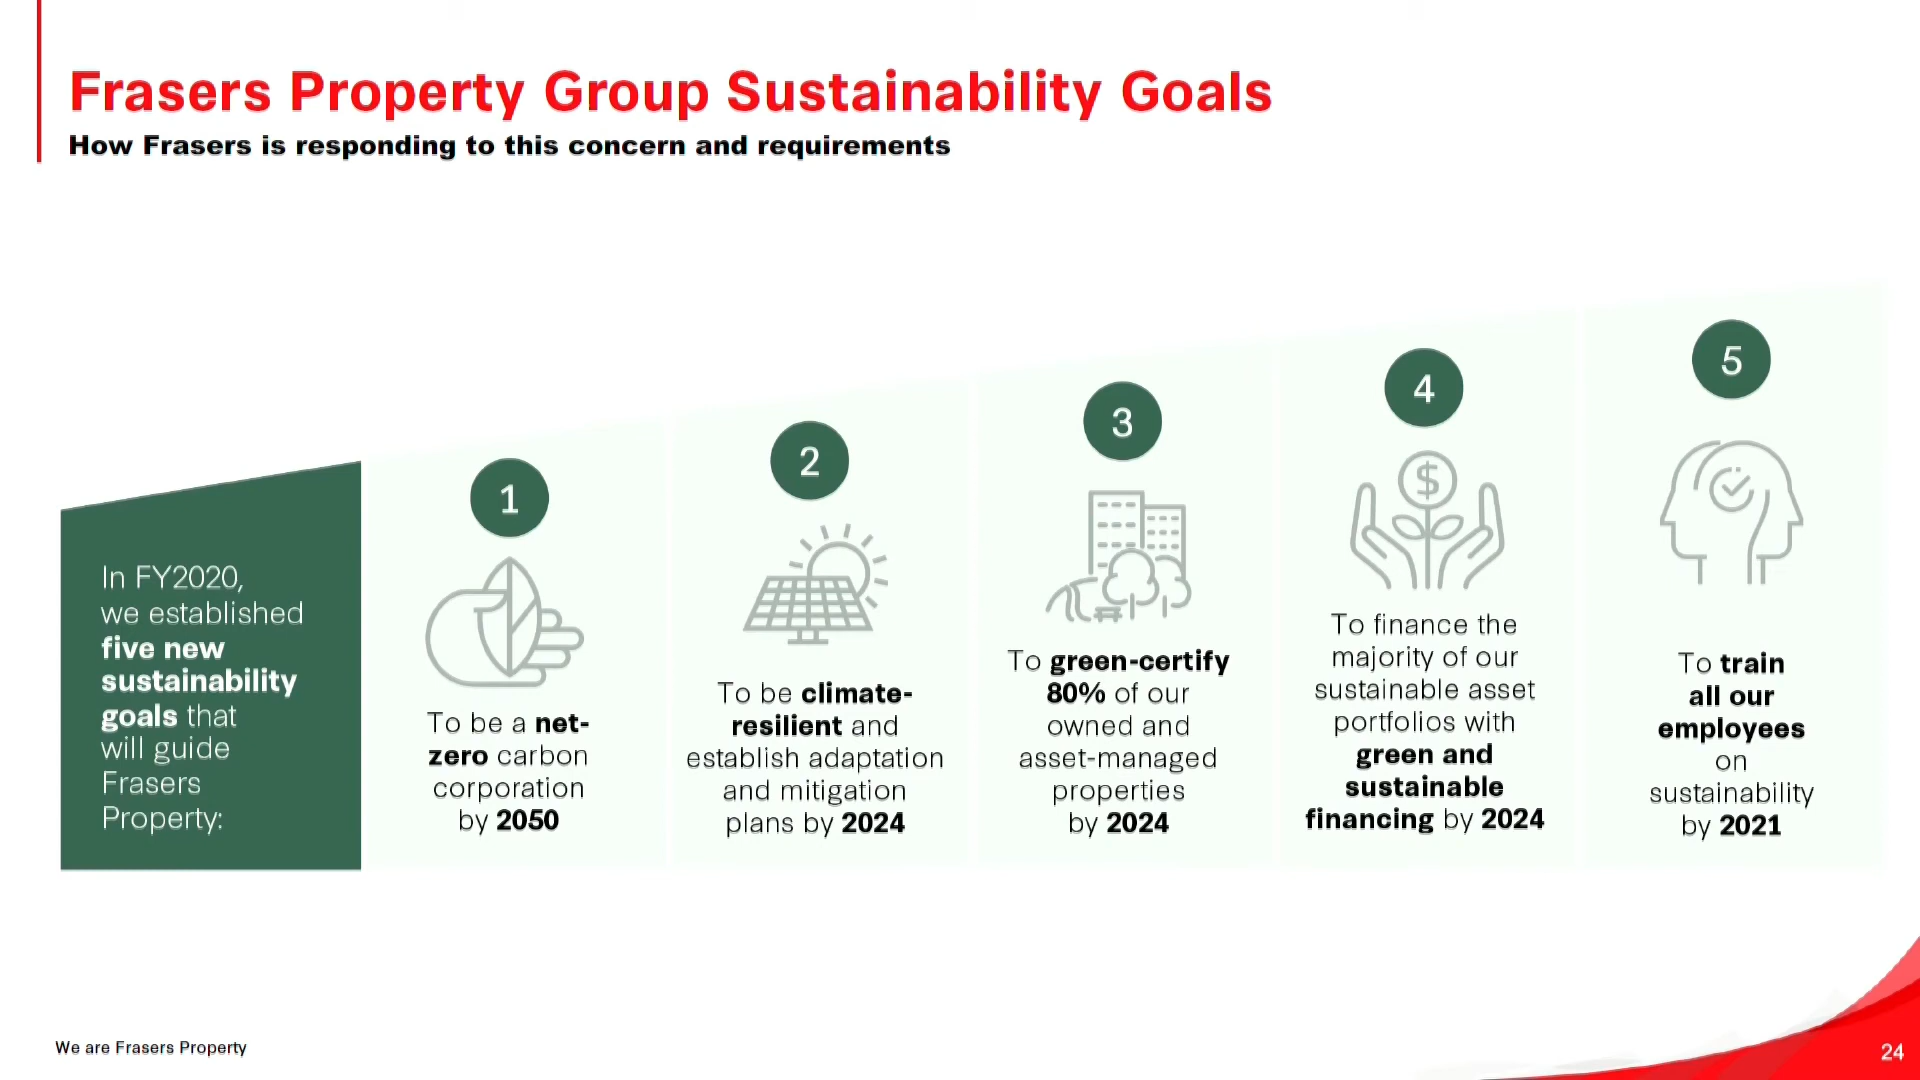 Frasers Property Group Sustainability Goals
How Frasers is responding to this concern and requirements
In FY2020,
we established
five new
sustainability
goals that
will guide
Frasers
Property:
1
To be a net-
zero carbon
corporation
by 2050
2
To be climate-
resilient and
establish adaptation
and mitigation
plans by 2024
3
To green-certify
80% of our
owned and
asset-managed
properties
by 2024
4
$
To finance the
majority of our
sustainable asset
portfolios with
green and
sustainable
financing by 2024
5
To train
all our
employees
on
sustainability
by 2021
We are Frasers Property
24